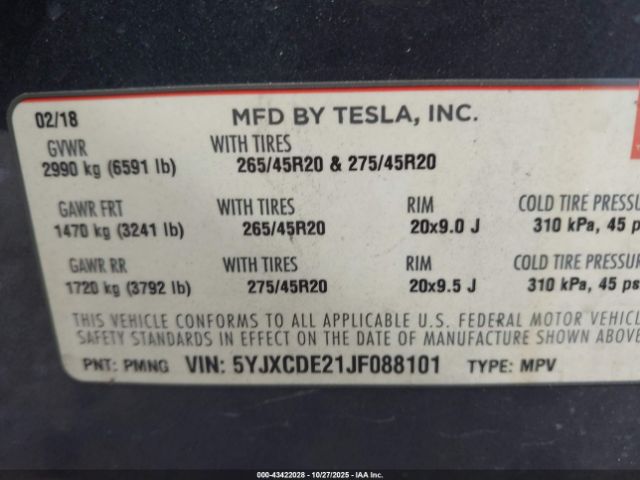 02/18 MFD BY TESLA, INC.
GVWR WITH TIRES
2990 kg (6591 lb) 265/45R20 & 275/45R20
GAWR FRT WITH TIRES RIM COLD TIRE PRESSU
1470 kg (3241 lb) 265/45R20 20x9.0 J 310 kPa, 45 p
GAWR RR WITH TIRES RIM COLD TIRE PRESSUR
1720 kg (3792 lb) 275/45R20 20x9.5 J 310 kPa, 45 ps
THIS VEHICLE CONFORMS TO ALL APPLICABLE U.S. FEDERAL MOTOR VEHICL
SAFETY STANDARDS IN EFFECT ON THE DATE OF MANUFACTURE SHOWN ABOVE
PNT: PMNG VIN: 5YJXCDE21JF088101 TYPE: MPV
000-43422028 - 10/27/2025 - IAA Inc.